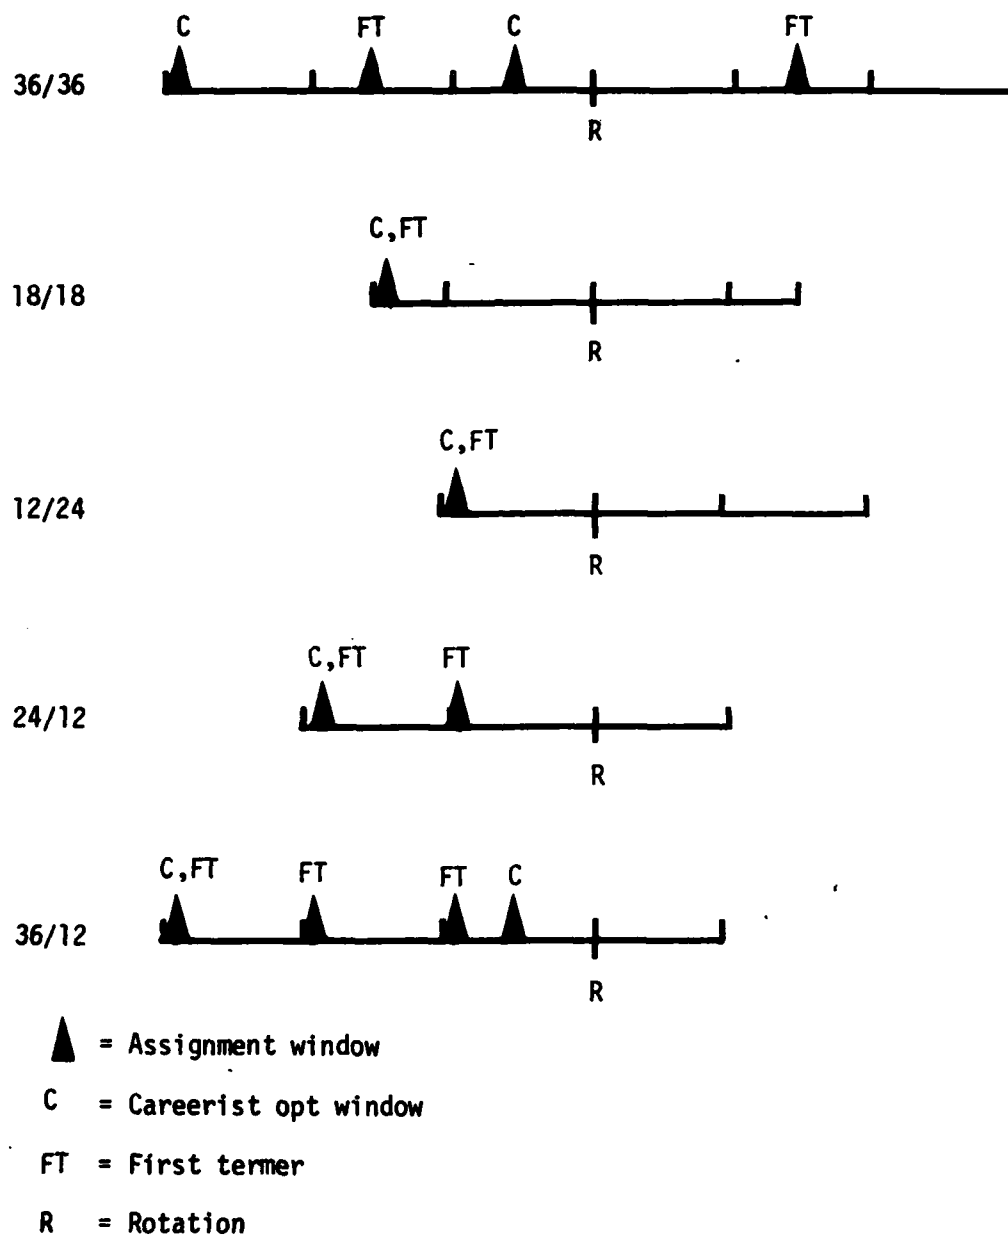 C FT C FT
36/36
R
C,FT
18/18
R
C,FT
12/24
R
C,FT FT
24/12
R
C,FT FT FT C
36/12
R
= Assignment window
C = Careerist opt window
FT = First termer
R = Rotation